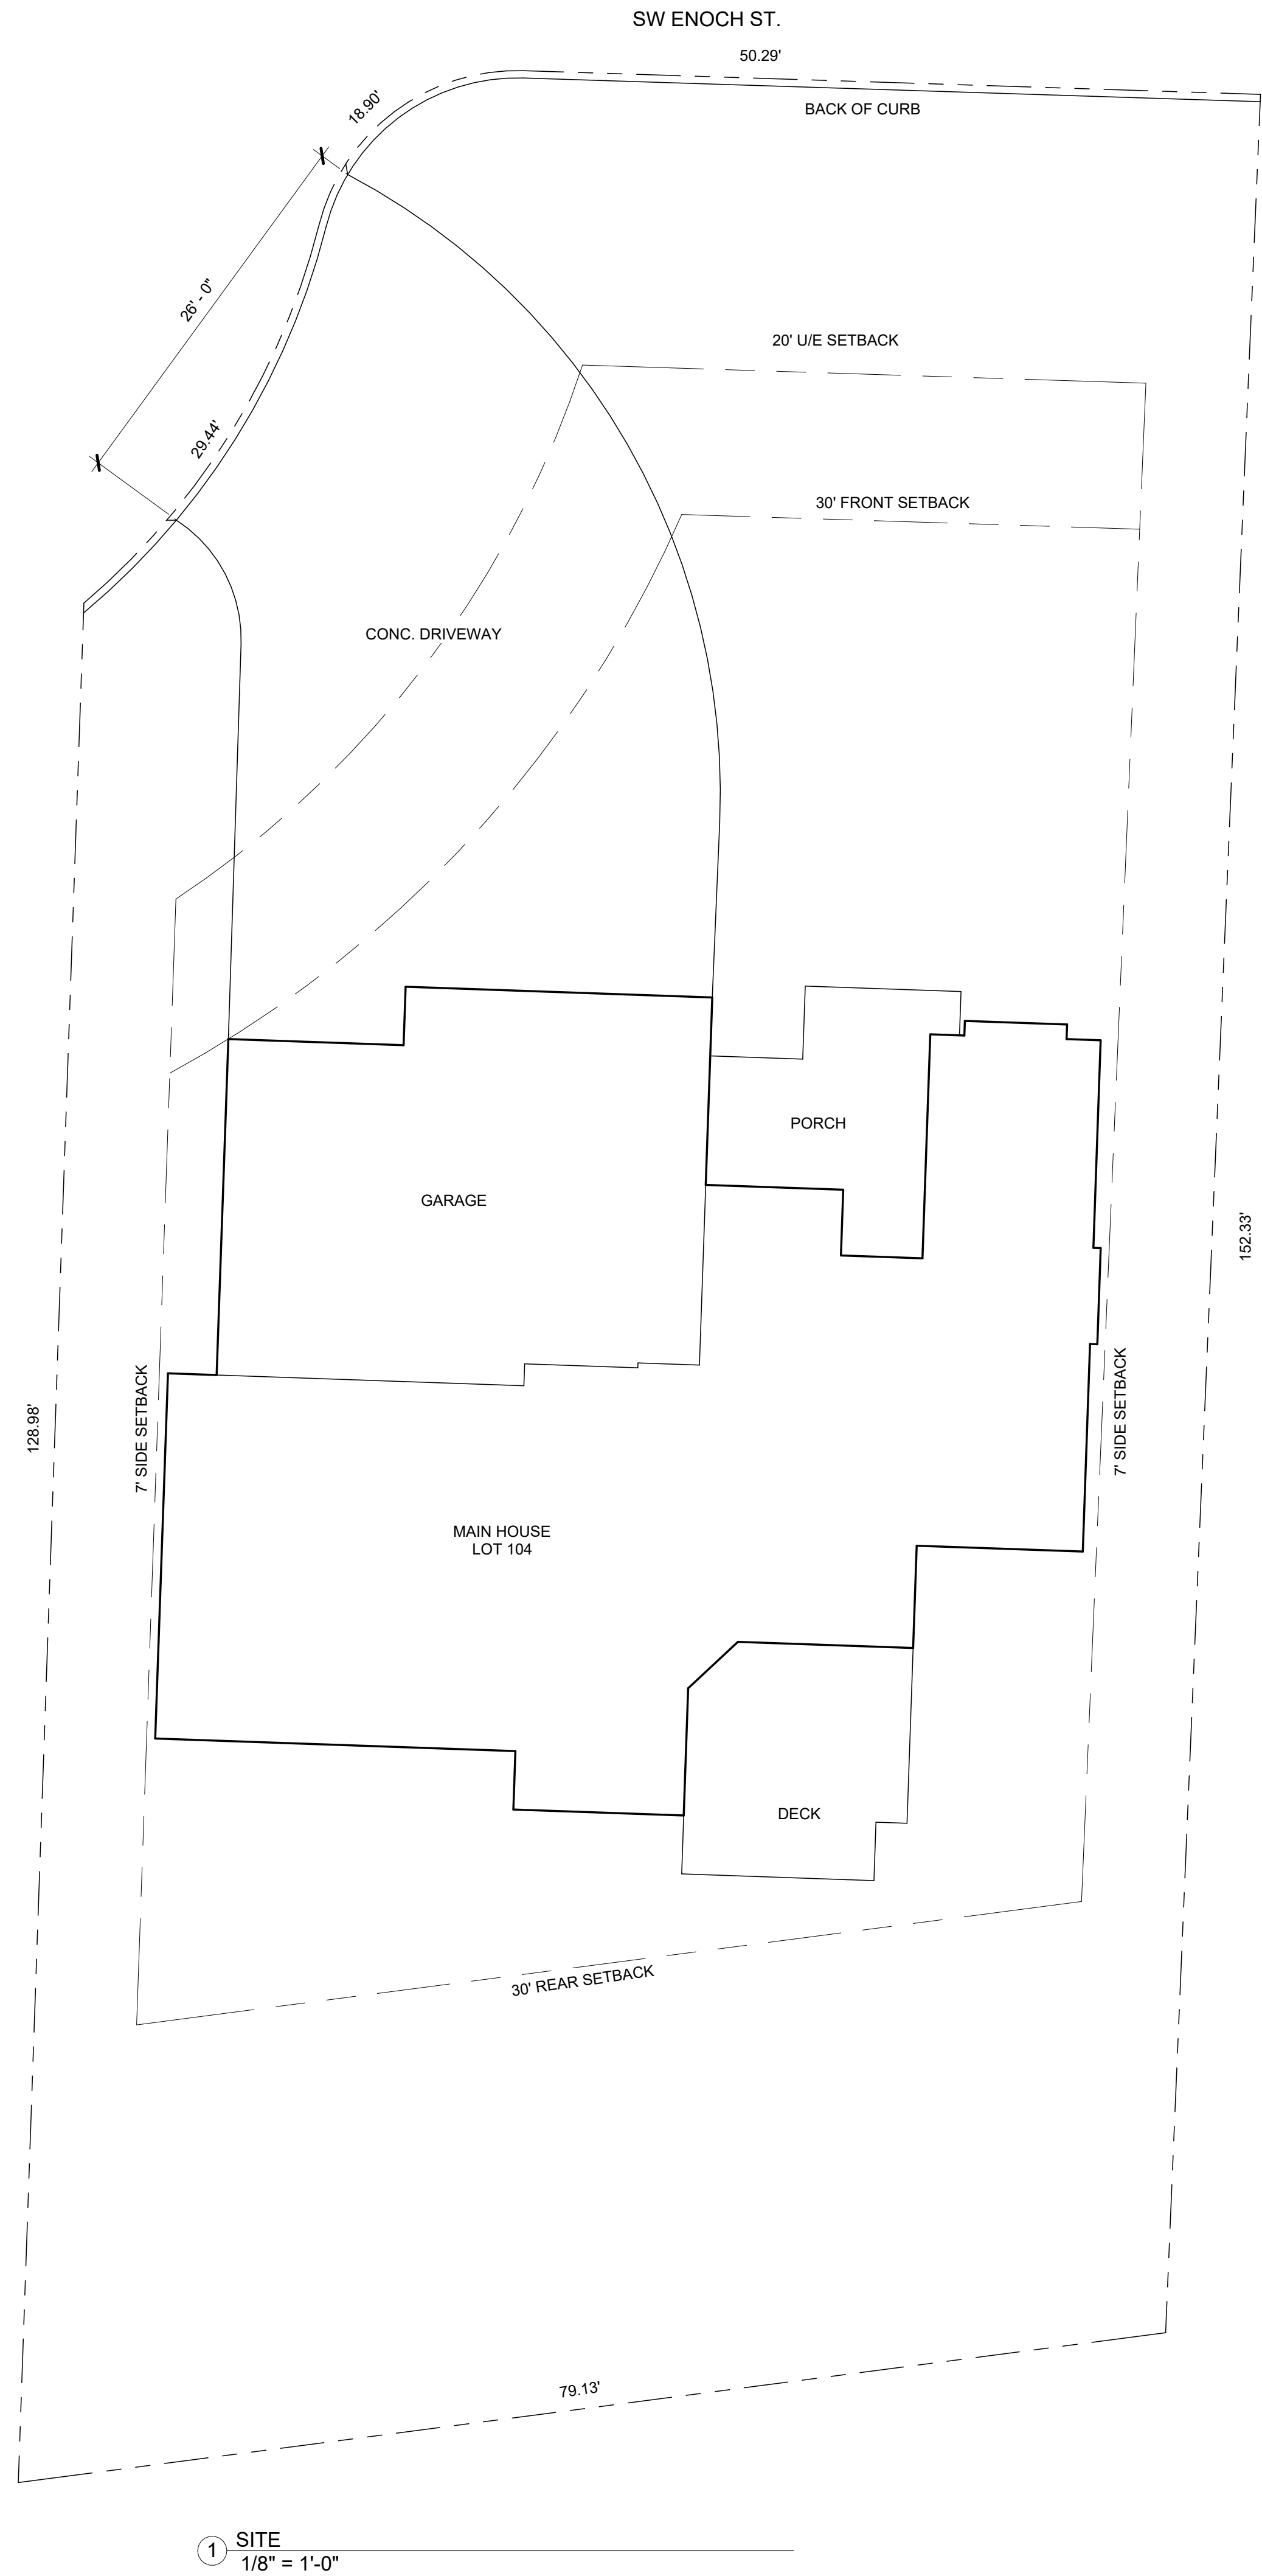 SW ENOCH ST.
50.29'
18.90'
BACK OF CURB
26' - 0"
20' U/E SETBACK
29.44'
30' FRONT SETBACK
CONC. DRIVEWAY
PORCH
GARAGE
152.33'
7' SIDE SETBACK
7' SIDE SETBACK
128.98'
MAIN HOUSE
LOT 104
DECK
30' REAR SETBACK
79.13'
1 SITE
1/8" = 1'-0"